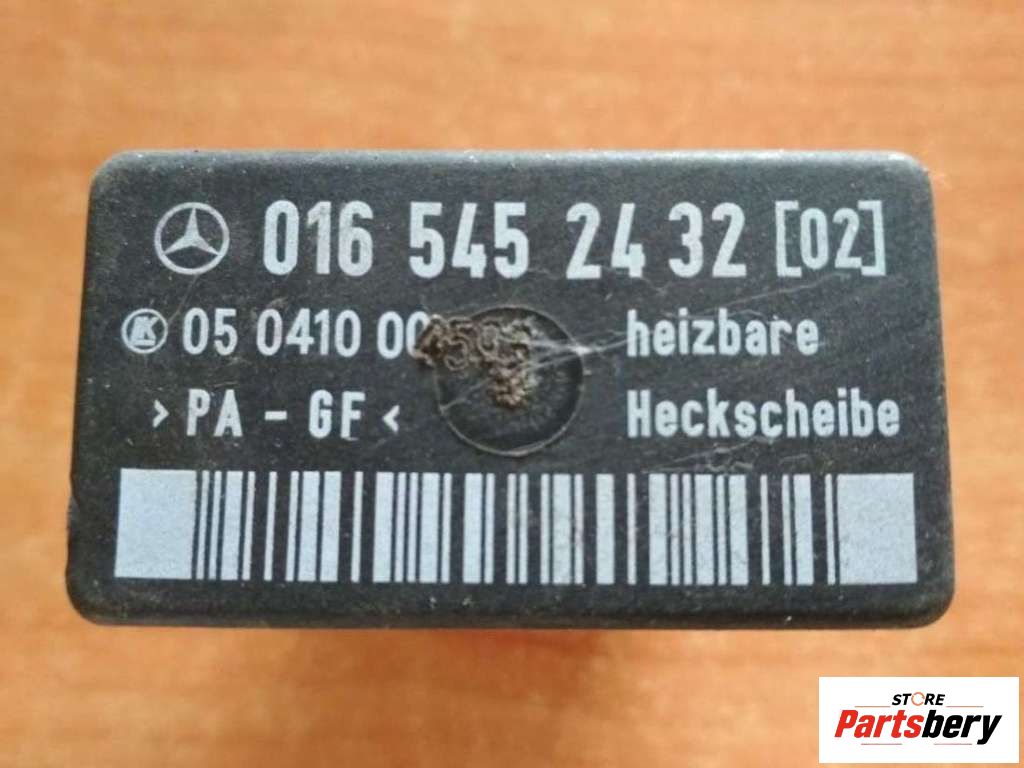 016 545 24 32 [02]
05 0410 00
heizbare
> PA - GF <
Heckscheibe
STORE
Partsbery